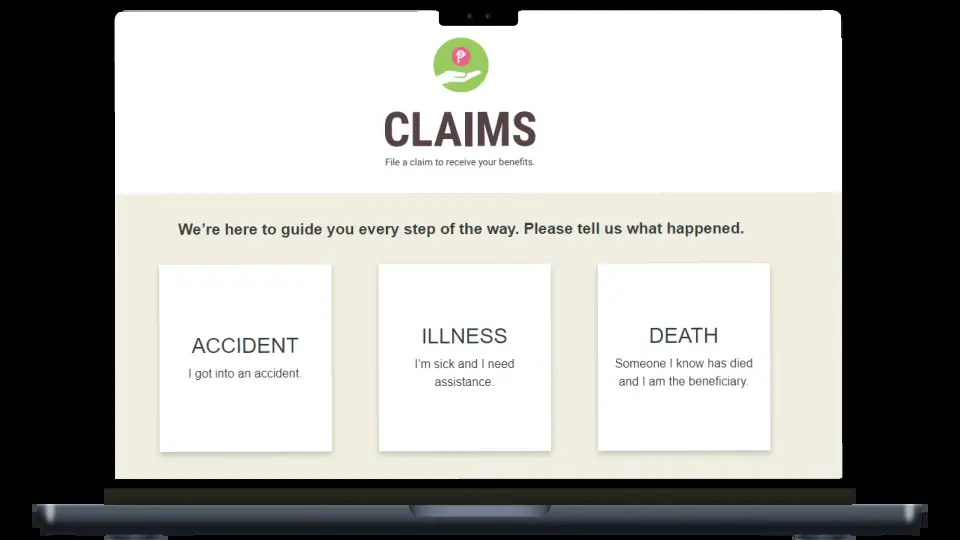 ₱
CLAIMS
File a claim to receive your benefits.
We're here to guide you every step of the way. Please tell us what happened.
ACCIDENT
I got into an accident.
ILLNESS
I'm sick and I need
assistance.
DEATH
Someone I know has died
and I am the beneficiary.